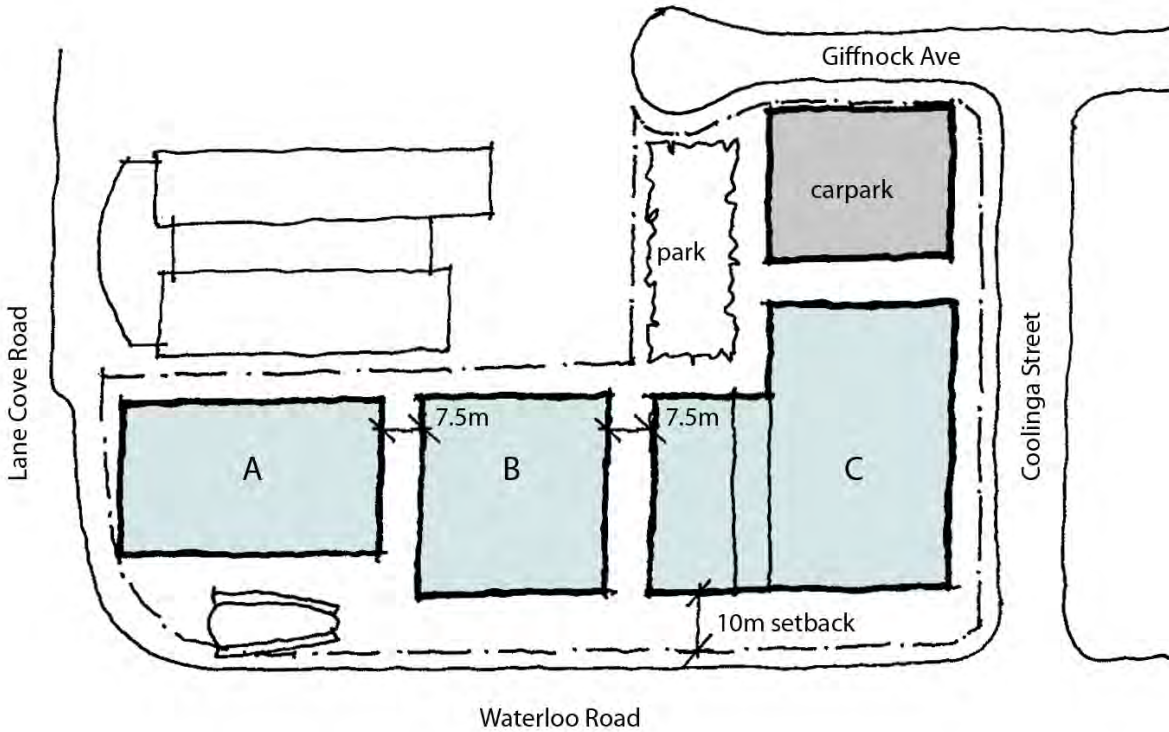 Giffnock Ave
carpark
park
Lane Cove Road
Coolinga Street
7.5m
7.5m
A
B
C
10m setback
Waterloo Road